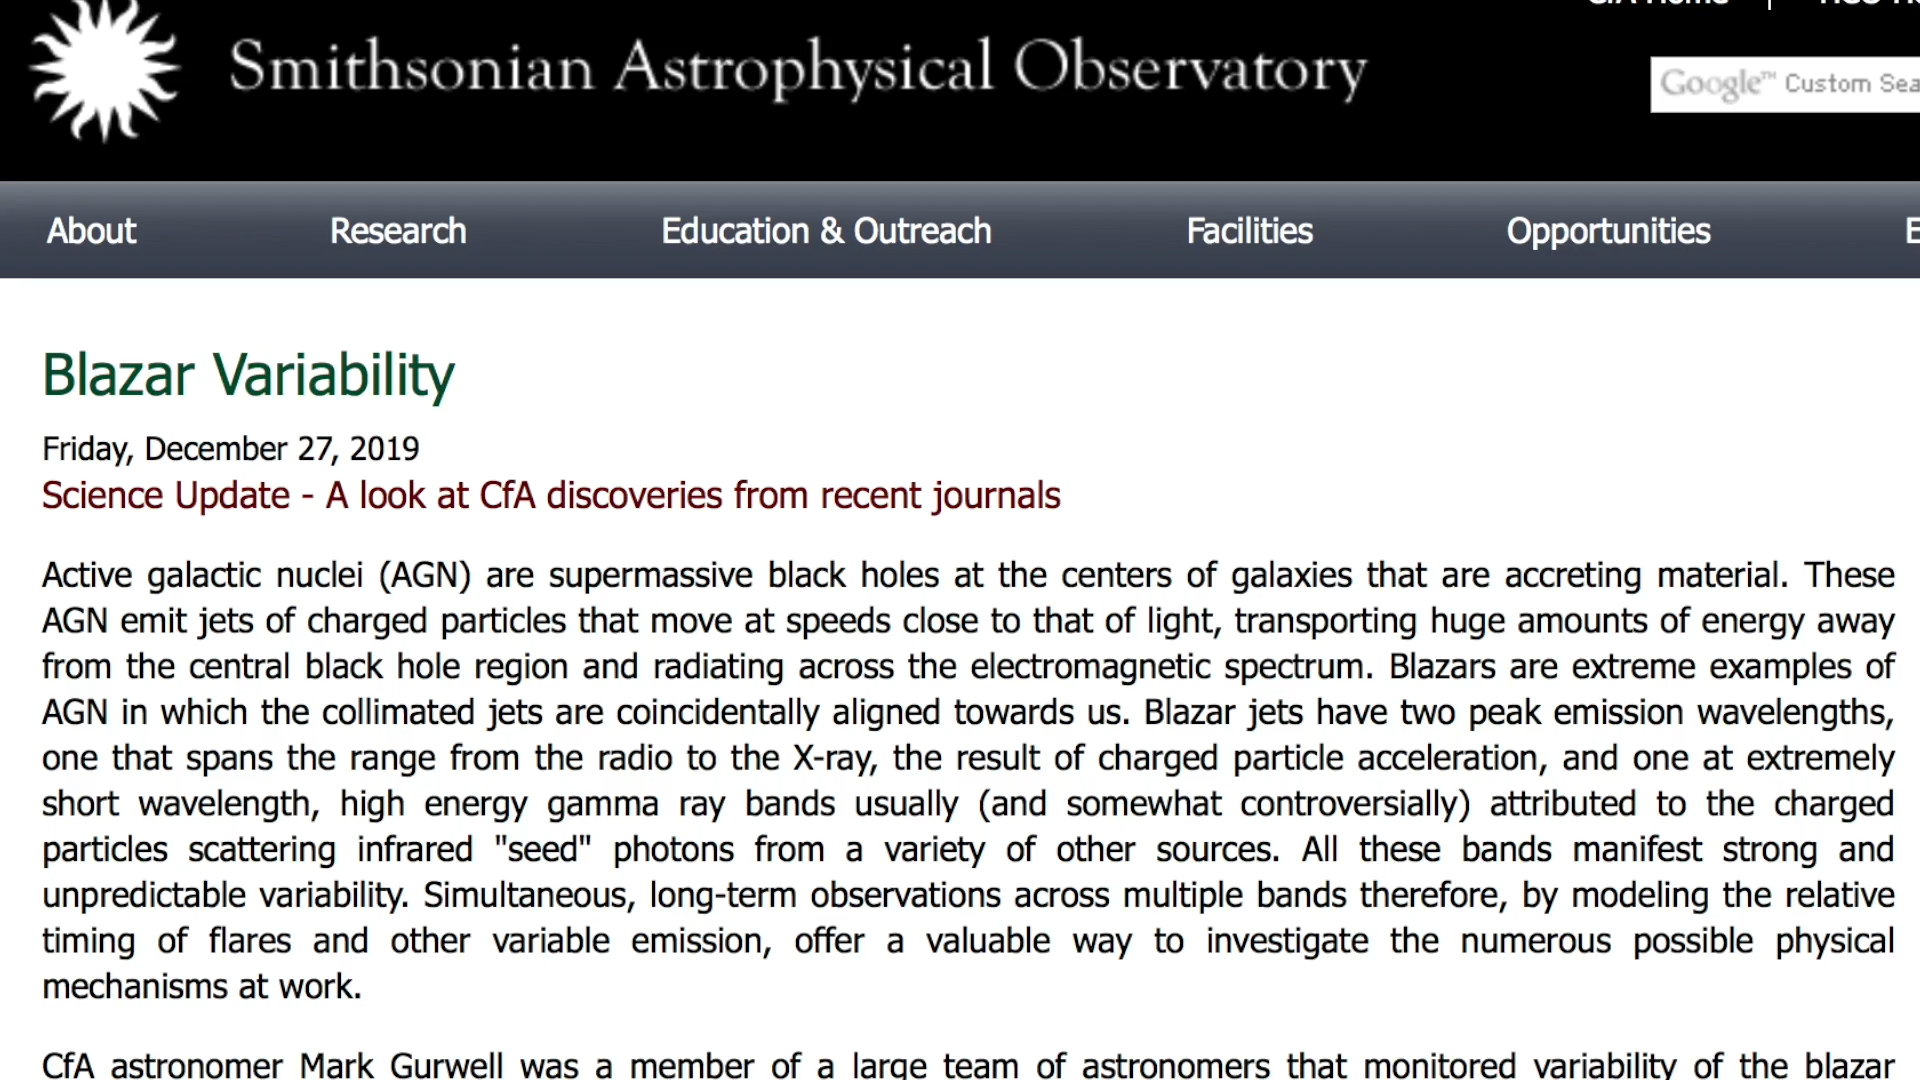 Smithsonian Astrophysical Observatory
Google™ Custom
About Research Education & Outreach Facilities Opportunities
Blazar Variability
Friday, December 27, 2019
Science Update - A look at CfA discoveries from recent journals
Active galactic nuclei (AGN) are supermassive black holes at the centers of galaxies that are accreting material. These
AGN emit jets of charged particles that move at speeds close to that of light, transporting huge amounts of energy away
from the central black hole region and radiating across the electromagnetic spectrum. Blazars are extreme examples of
AGN in which the collimated jets are coincidentally aligned towards us. Blazar jets have two peak emission wavelengths,
one that spans the range from the radio to the X-ray, the result of charged particle acceleration, and one at extremely
short wavelength, high energy gamma ray bands usually (and somewhat controversially) attributed to the charged
particles scattering infrared "seed" photons from a variety of other sources. All these bands manifest strong and
unpredictable variability. Simultaneous, long-term observations across multiple bands therefore, by modeling the relative
timing of flares and other variable emission, offer a valuable way to investigate the numerous possible physical
mechanisms at work.
CfA astronomer Mark Gurwell was a member of a large team of astronomers that monitored variability of the blazar